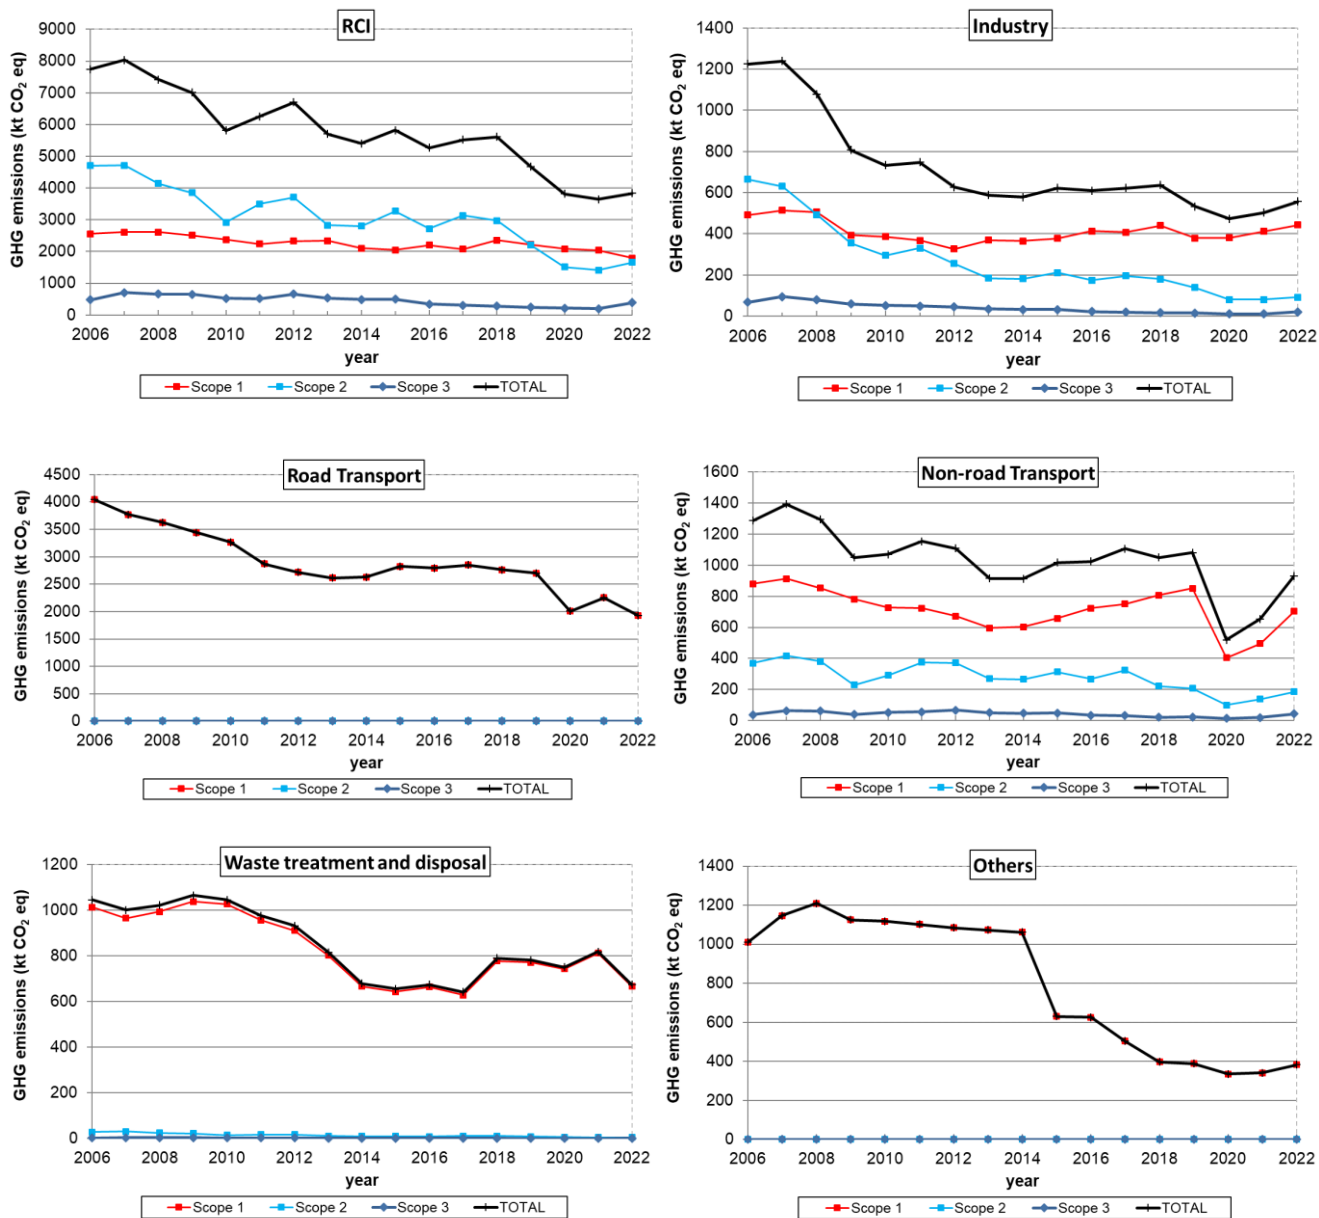 RCI
GHG emissions (kt CO₂ eq)
9000
8000
7000
6000
5000
4000
3000
2000
1000
0
2006 2008 2010 2012 2014 2016 2018 2020 2022
year
Scope 1 Scope 2 Scope 3 TOTAL
Industry
GHG emissions (kt CO₂ eq)
1400
1200
1000
800
600
400
200
0
2006 2008 2010 2012 2014 2016 2018 2020 2022
year
Scope 1 Scope 2 Scope 3 TOTAL
Road Transport
GHG emissions (kt CO₂ eq)
4500
4000
3500
3000
2500
2000
1500
1000
500
0
2006 2008 2010 2012 2014 2016 2018 2020 2022
year
Scope 1 Scope 2 Scope 3 TOTAL
Non-road Transport
GHG emissions (kt CO₂ eq)
1600
1400
1200
1000
800
600
400
200
0
2006 2008 2010 2012 2014 2016 2018 2020 2022
year
Scope 1 Scope 2 Scope 3 TOTAL
Waste treatment and disposal
GHG emissions (kt CO₂ eq)
1200
1000
800
600
400
200
0
2006 2008 2010 2012 2014 2016 2018 2020 2022
year
Scope 1 Scope 2 Scope 3 TOTAL
Others
GHG emissions (kt CO₂ eq)
1400
1200
1000
800
600
400
200
0
2006 2008 2010 2012 2014 2016 2018 2020 2022
year
Scope 1 Scope 2 Scope 3 TOTAL